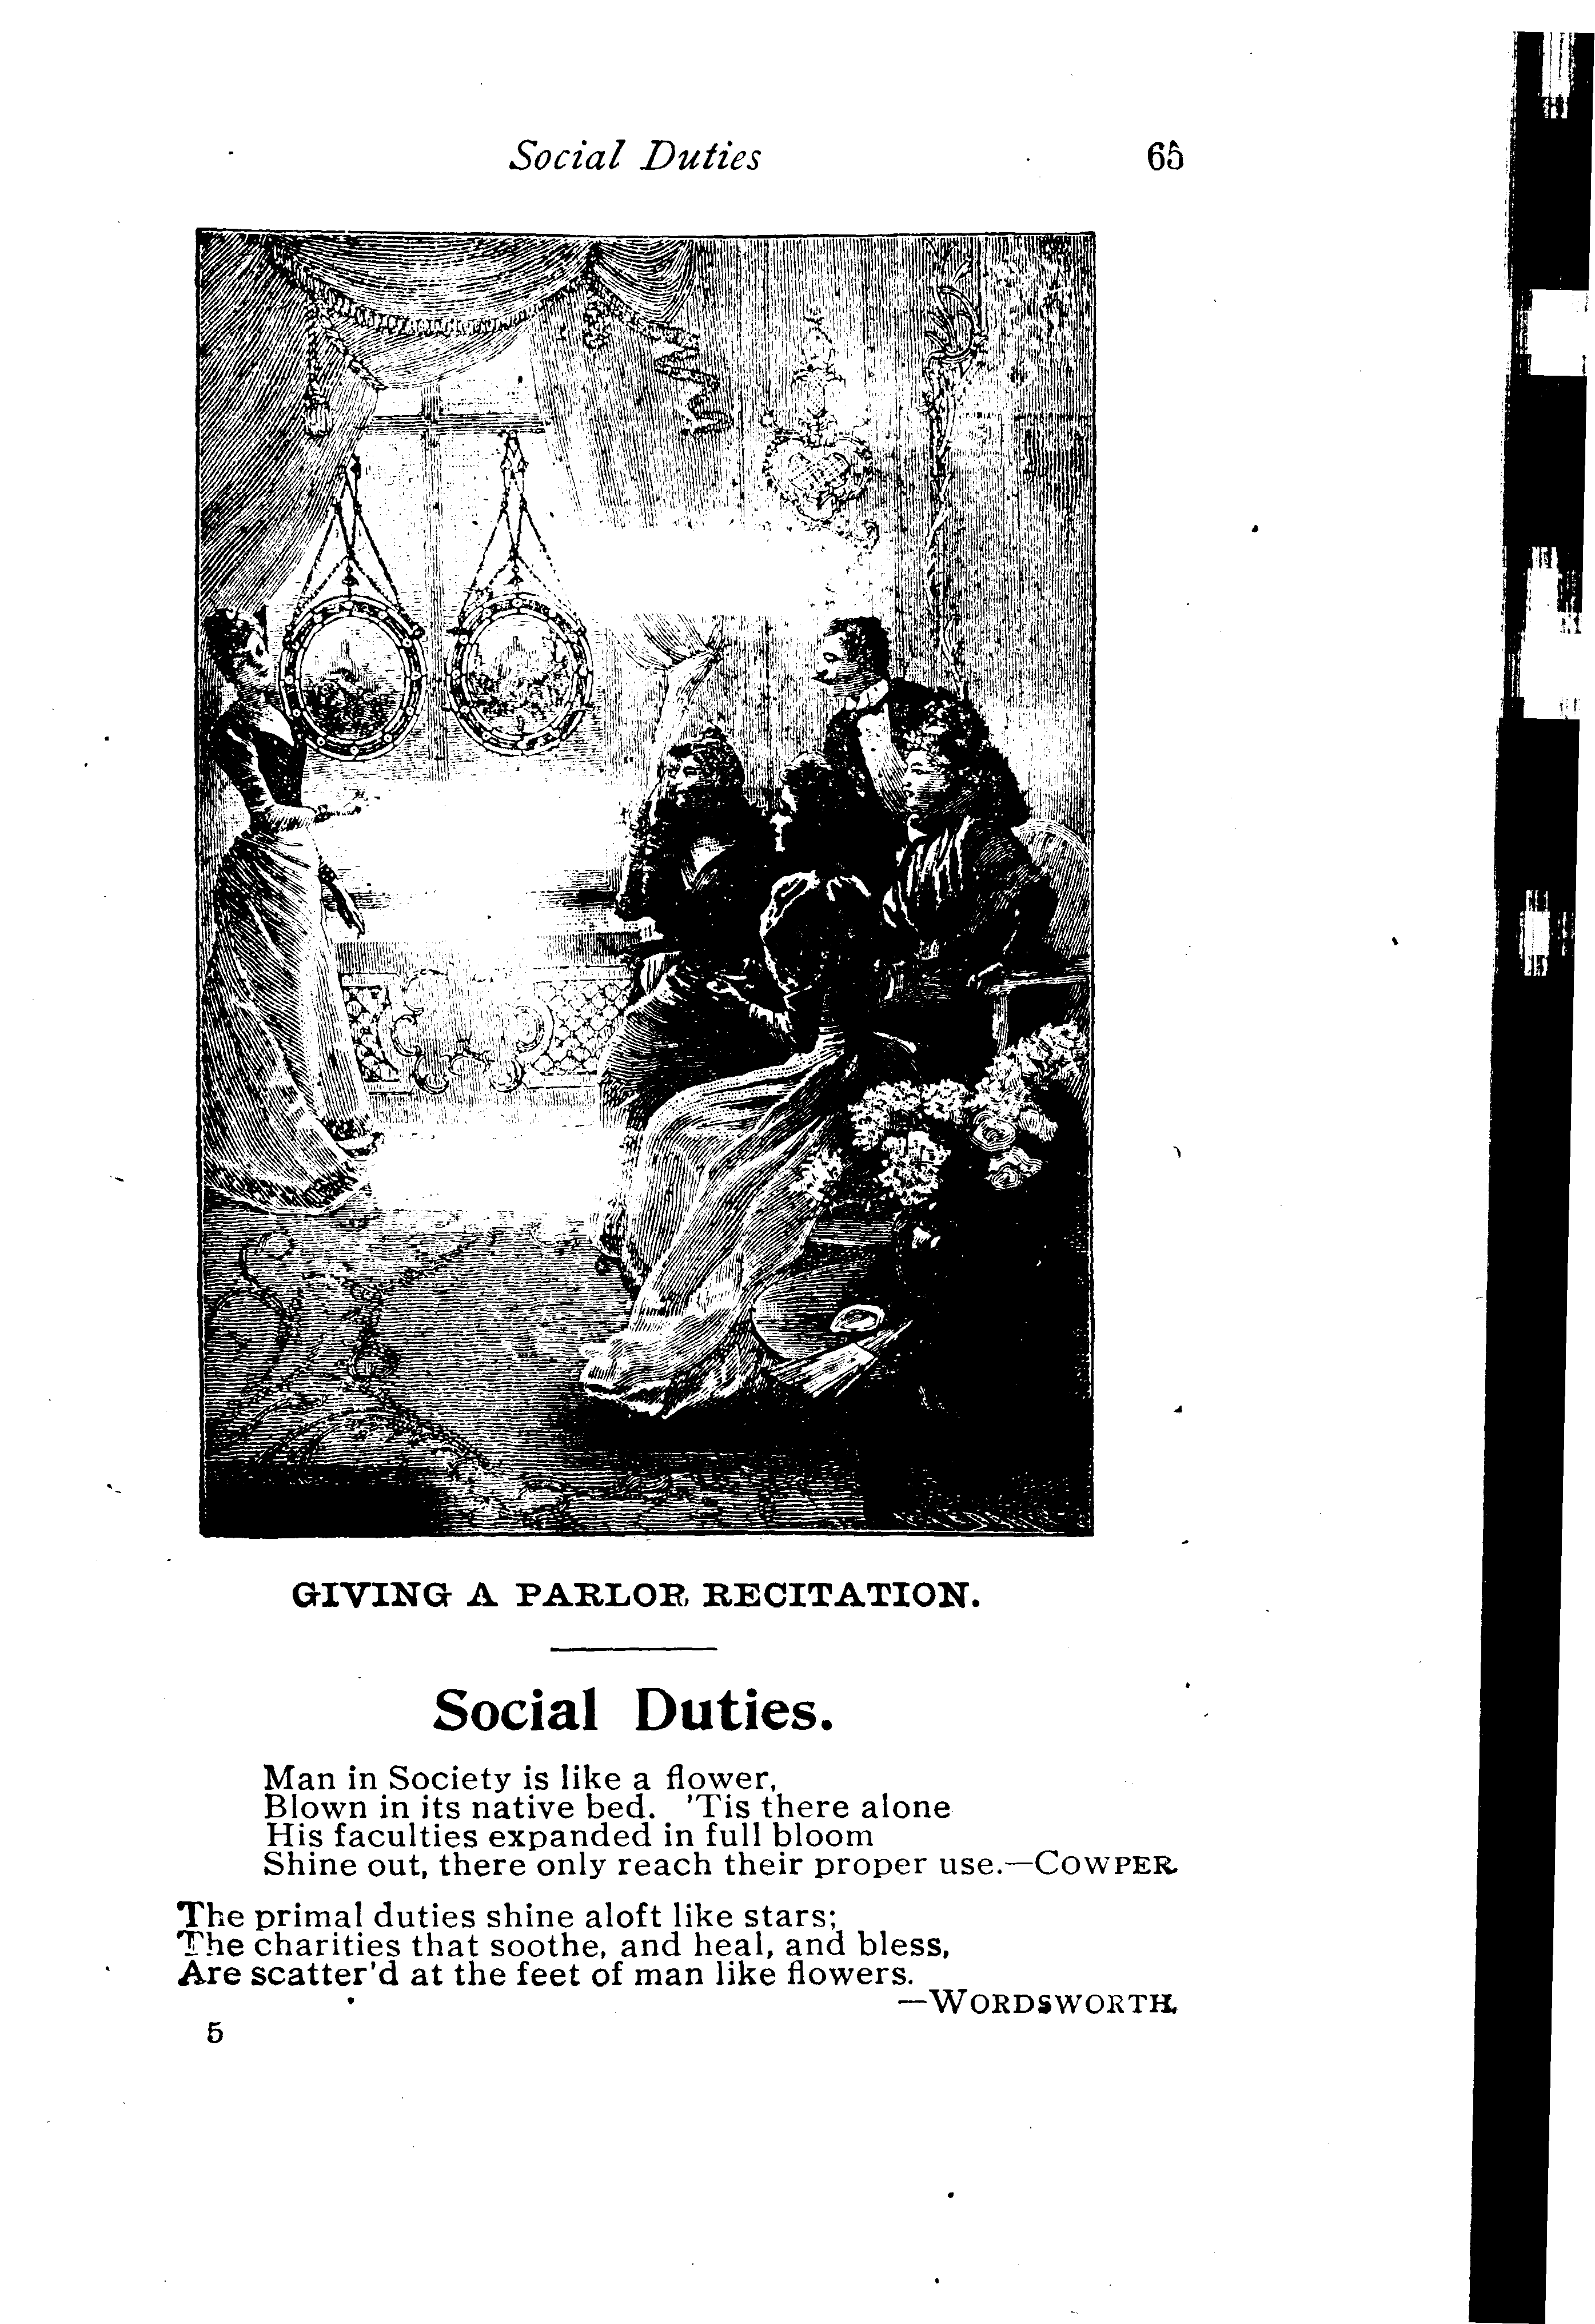 Social Duties 65
GIVING A PARLOR RECITATION.
Social Duties.
Man in Society is like a flower,
Blown in its native bed. 'Tis there alone
His faculties expanded in full bloom
Shine out, there only reach their proper use.—COWPER.
The primal duties shine aloft like stars;
The charities that soothe, and heal, and bless,
Are scatter'd at the feet of man like flowers.
—WORDSWORTH.
5